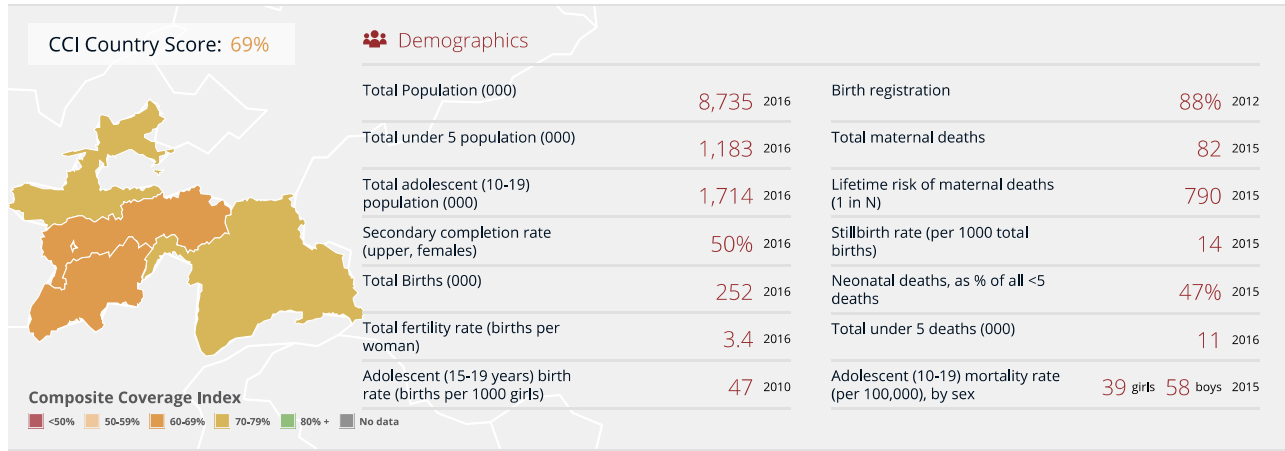 CCI Country Score: 69%
Demographics
Total Population (000) 8,735 2016
Total under 5 population (000) 1,183 2016
Total adolescent (10-19)
population (000) 1,714 2016
Secondary completion rate
(upper, females) 50% 2016
Total Births (000) 252 2016
Total fertility rate (births per
woman) 3.4 2016
Adolescent (15-19 years) birth
rate (births per 1000 girls) 47 2010
Birth registration 88% 2012
Total maternal deaths 82 2015
Lifetime risk of maternal deaths
(1 in N) 790 2015
Stillbirth rate (per 1000 total
births) 14 2015
Neonatal deaths, as % of all <5
deaths 47% 2015
Total under 5 deaths (000) 11 2016
Adolescent (10-19) mortality rate
(per 100,000), by sex 39 girls 58 boys 2015
Composite Coverage Index
<50% 50-59% 60-69% 70-79% 80% + No data